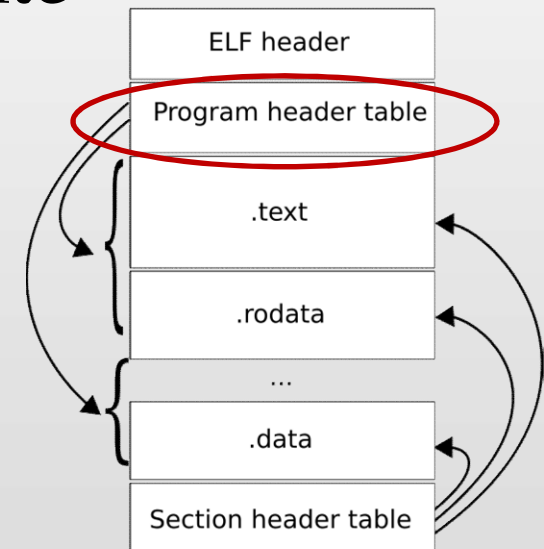 ELF header
Program header table
.text
.rodata
...
.data
Section header table